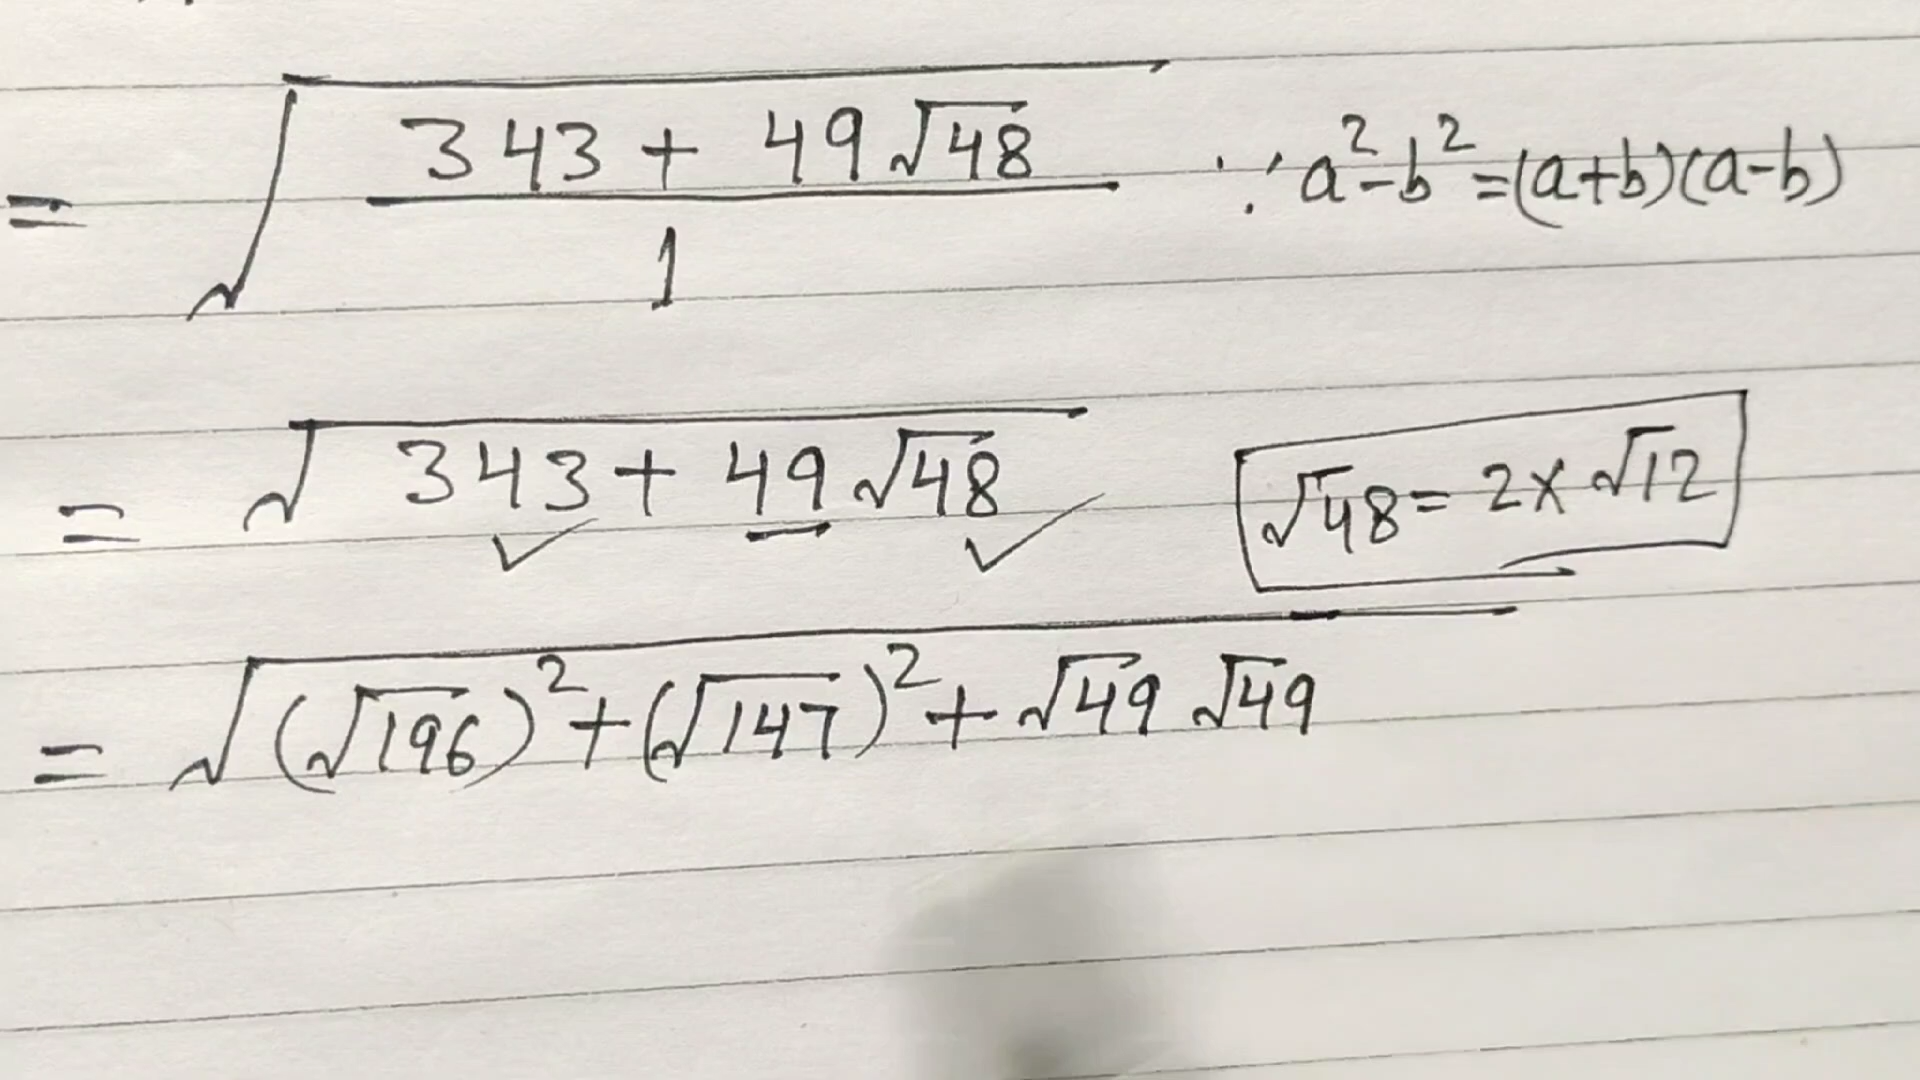 = √(343 + 49√48 / 1) ∵ a²-b² = (a+b)(a-b)
= √(343 + 49√48) √48 = 2×√12
= √((√196)² + (√147)² + √49 √49